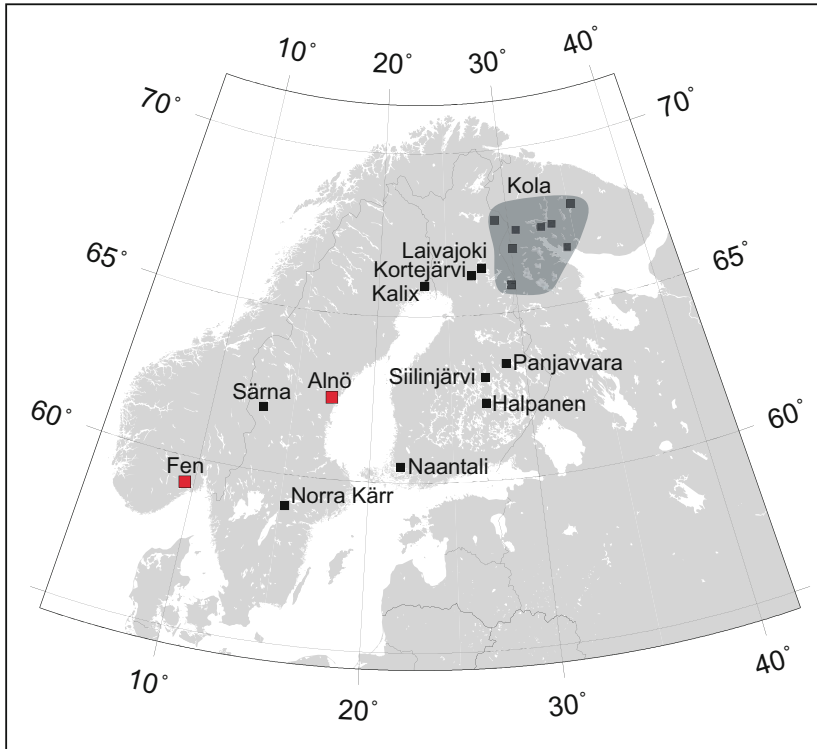 10°
20°
30°
40°
70°
70°
Kola
Laivajoki
Kortejärvi
Kalix
65°
65°
Panjavvara
Siilinjärvi
Alnö
Särna
Halpanen
60°
60°
Fen
Naantali
Norra Kärr
10°
20°
30°
40°